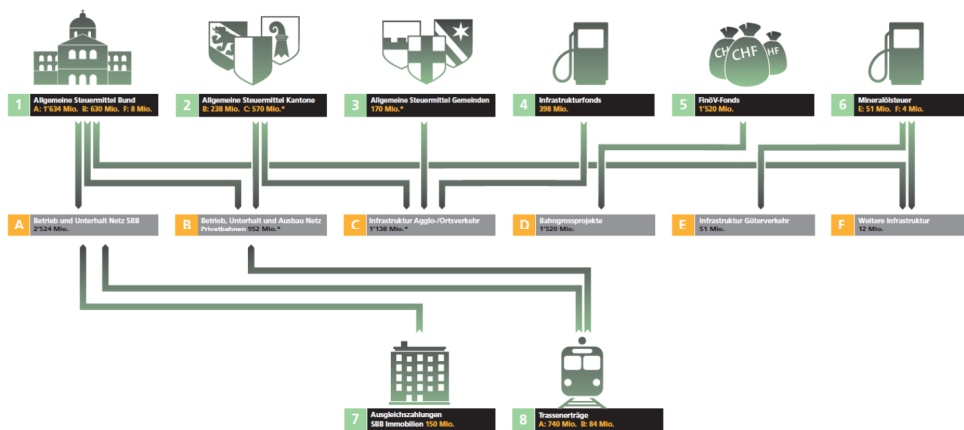 CH CHF HF
1 Allgemeine Steuermittel Bund
A: 1'634 Mio. B: 630 Mio. F: 8 Mio.
2 Allgemeine Steuermittel Kantone
B: 238 Mio. C: 570 Mio.*
3 Allgemeine Steuermittel Gemeinden
170 Mio.*
4 Infrastrukturfonds
398 Mio.
5 FinöV-Fonds
1'520 Mio.
6 Mineralölsteuer
E: 51 Mio. F: 4 Mio.
A Betrieb und Unterhalt Netz SBB
2'524 Mio.
B Betrieb, Unterhalt und Ausbau Netz
Privatbahnen 952 Mio.*
C Infrastruktur Agglo-/Ortsverkehr
1'138 Mio.*
D Bahngrossprojekte
1'520 Mio.
E Infrastruktur Güterverkehr
51 Mio.
F Weitere Infrastruktur
12 Mio.
7 Ausgleichszahlungen
SBB Immobilien 150 Mio.
8 Trassenerträge
A: 740 Mio. B: 84 Mio.